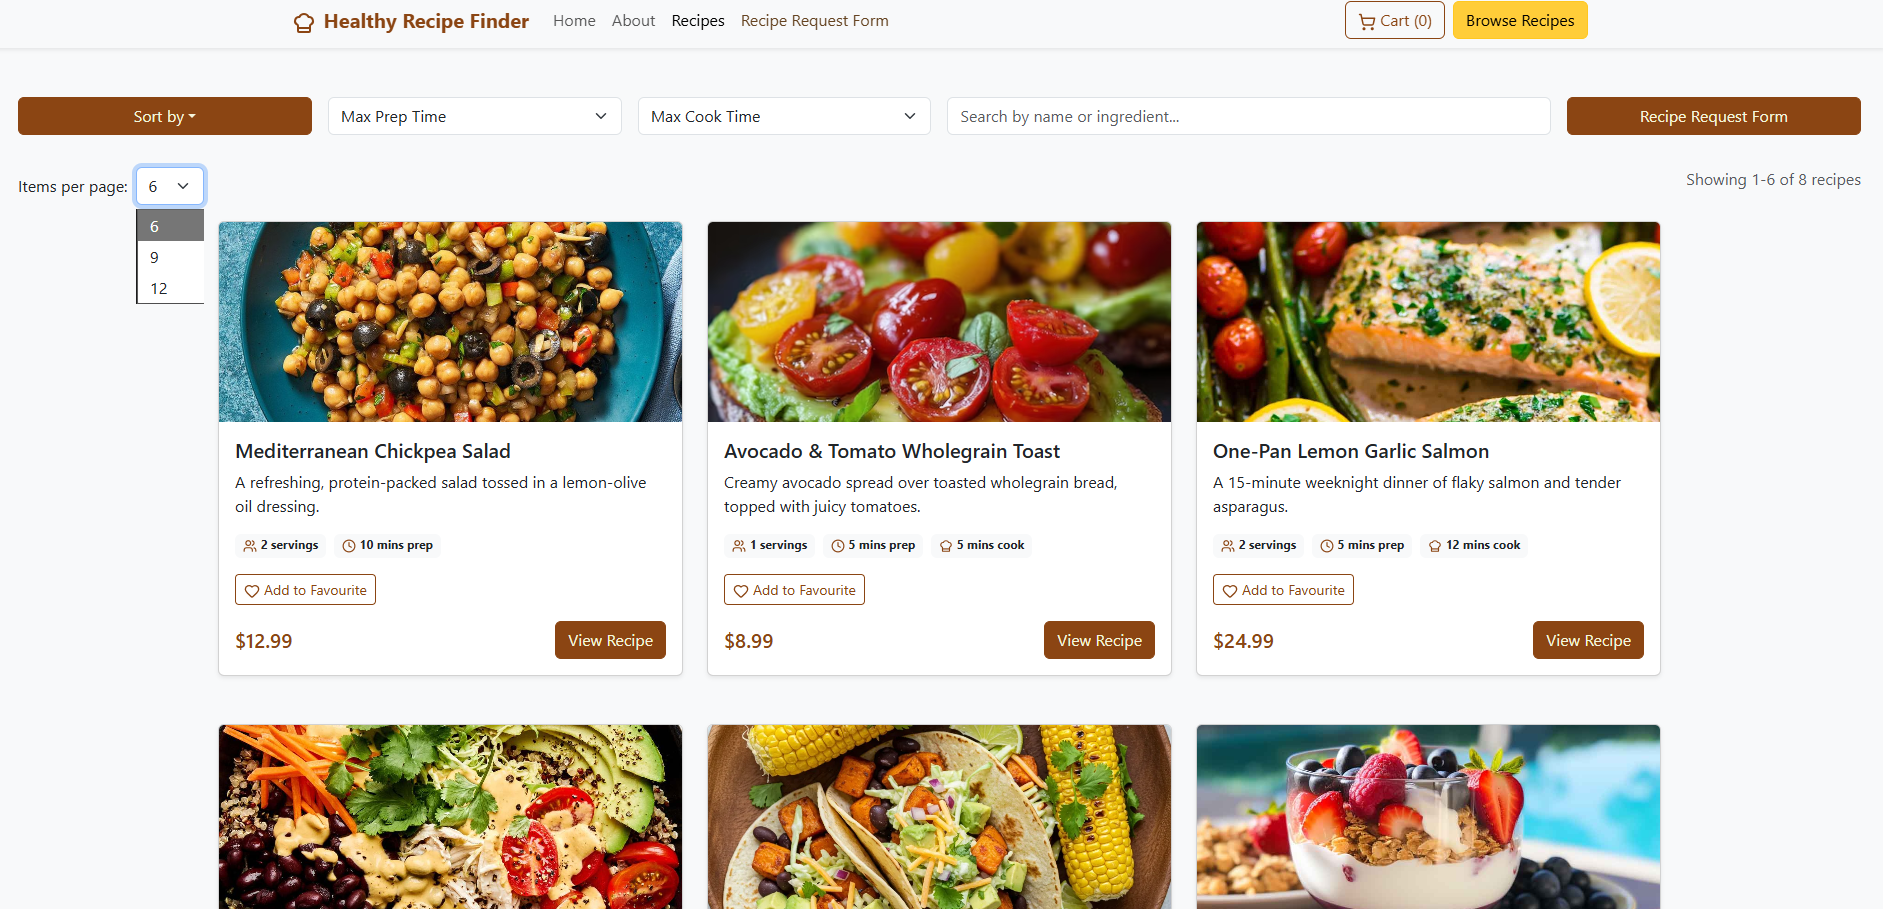 Healthy Recipe Finder Home About Recipes Recipe Request Form Cart (0) Browse Recipes
Sort by Max Prep Time Max Cook Time Search by name or ingredient... Recipe Request Form
Items per page: 6 Showing 1-6 of 8 recipes
6
9
12
Mediterranean Chickpea Salad
A refreshing, protein-packed salad tossed in a lemon-olive
oil dressing.
2 servings 10 mins prep
Add to Favourite
$12.99 View Recipe
Avocado & Tomato Wholegrain Toast
Creamy avocado spread over toasted wholegrain bread,
topped with juicy tomatoes.
1 servings 5 mins prep 5 mins cook
Add to Favourite
$8.99 View Recipe
One-Pan Lemon Garlic Salmon
A 15-minute weeknight dinner of flaky salmon and tender
asparagus.
2 servings 5 mins prep 12 mins cook
Add to Favourite
$24.99 View Recipe